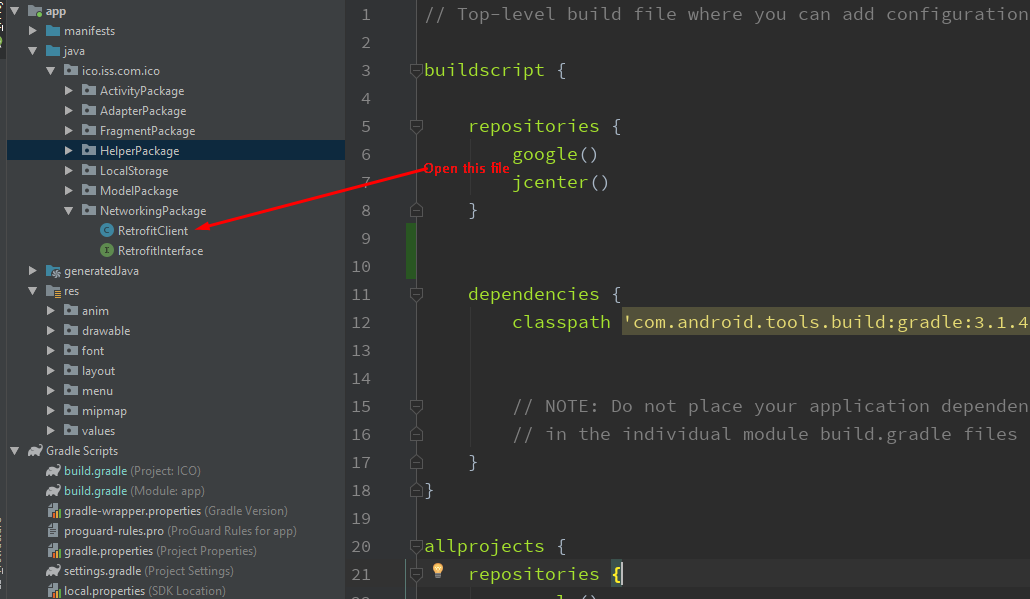 app
manifests
java
ico.iss.com.ico
ActivityPackage
AdapterPackage
FragmentPackage
HelperPackage
LocalStorage
ModelPackage
NetworkingPackage
RetrofitClient
RetrofitInterface
generatedJava
res
anim
drawable
font
layout
menu
mipmap
values
Gradle Scripts
build.gradle (Project: ICO)
build.gradle (Module: app)
gradle-wrapper.properties (Gradle Version)
proguard-rules.pro (ProGuard Rules for app)
gradle.properties (Project Properties)
settings.gradle (Project Settings)
local.properties (SDK Location)
Open this file
1 // Top-level build file where you can add configuration
2
3 buildscript {
4
5 repositories {
6 google()
7 jcenter()
8 }
9
10
11 dependencies {
12 classpath 'com.android.tools.build:gradle:3.1.4
13
14
15 // NOTE: Do not place your application dependen
16 // in the individual module build.gradle files
17 }
18 }
19
20 allprojects {
21 repositories {